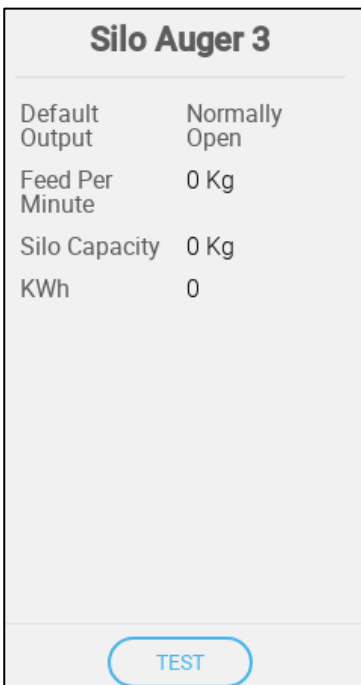 Silo Auger 3
Default Normally
Output Open
Feed Per 0 Kg
Minute
Silo Capacity 0 Kg
KWh 0
TEST